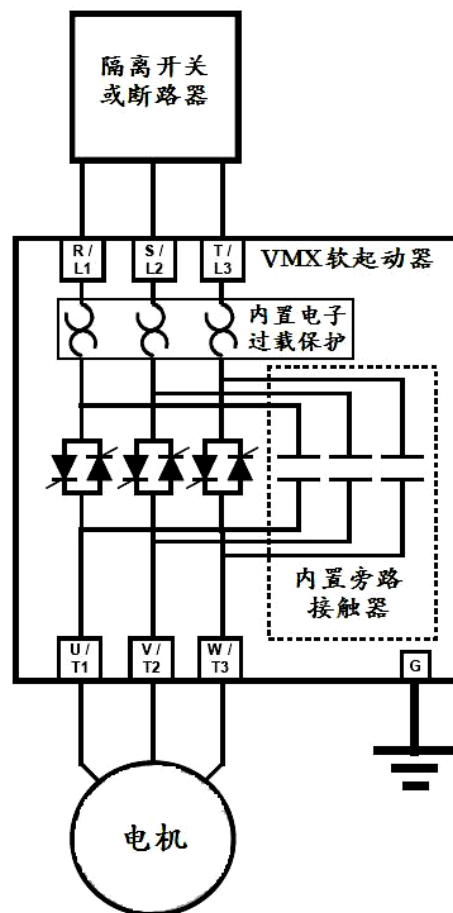 隔离开关
或断路器
R / L1
S / L2
T / L3
VMX软起动器
内置电子
过载保护
内置旁路
接触器
U / T1
V / T2
W / T3
G
电机